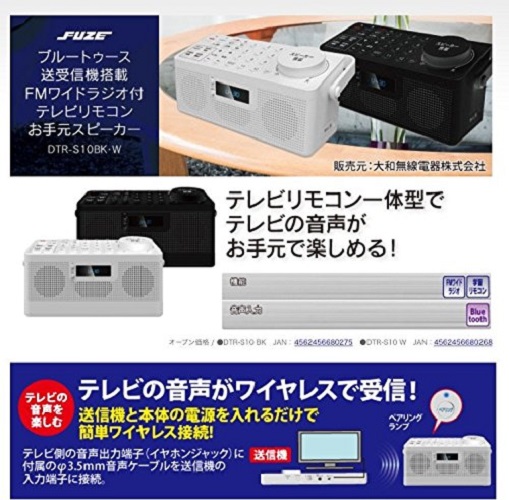 FUZE
ブルートゥース
送受信機搭載
FMワイドラジオ付
テレビリモコン
お手元スピーカー
DTR-S10BK・W
販売元:大和無線電器株式会社
テレビリモコン一体型で
テレビの音声が
お手元で楽しめる!
機能
FMワイド
ラジオ
学習
リモコン
音声入力
Blue
tooth
オープン価格 / ●DTR-S10 BK JAN:4562456680275 ●DTR-S10 W JAN:4562456680268
テレビの
音声を
楽しむ
テレビの音声がワイヤレスで受信!
送信機と本体の電源を入れるだけで
簡単ワイヤレス接続!
テレビ側の音声出力端子(イヤホンジャック)に
付属のφ3.5mm音声ケーブルを送信機の
入力端子に接続。
送信機
ペアリング
ランプ